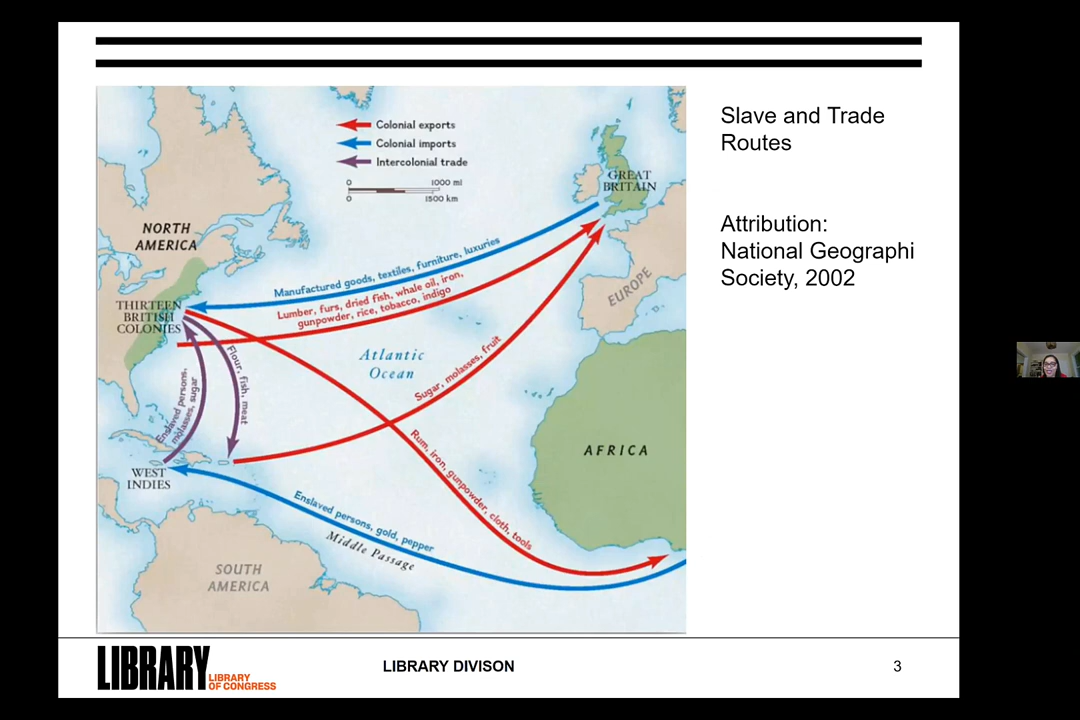 Slave and Trade
Routes
Attribution:
National Geographi
Society, 2002
Colonial exports
Colonial imports
Intercolonial trade
0 1000 mi
0 1500 km
GREAT
BRITAIN
NORTH
AMERICA
EUROPE
THIRTEEN
BRITISH
COLONIES
Manufactured goods, textiles, furniture, luxuries
Lumber, furs, dried fish, whale oil, iron,
gunpowder, rice, tobacco, indigo
Atlantic
Ocean
Flour, fish, meat
Enslaved persons,
molasses, sugar
Sugar, molasses, fruit
AFRICA
WEST
INDIES
Rum, iron, gunpowder, cloth, tools
Enslaved persons, gold, pepper
Middle Passage
SOUTH
AMERICA
LIBRARY
LIBRARY
OF CONGRESS
LIBRARY DIVISON
3